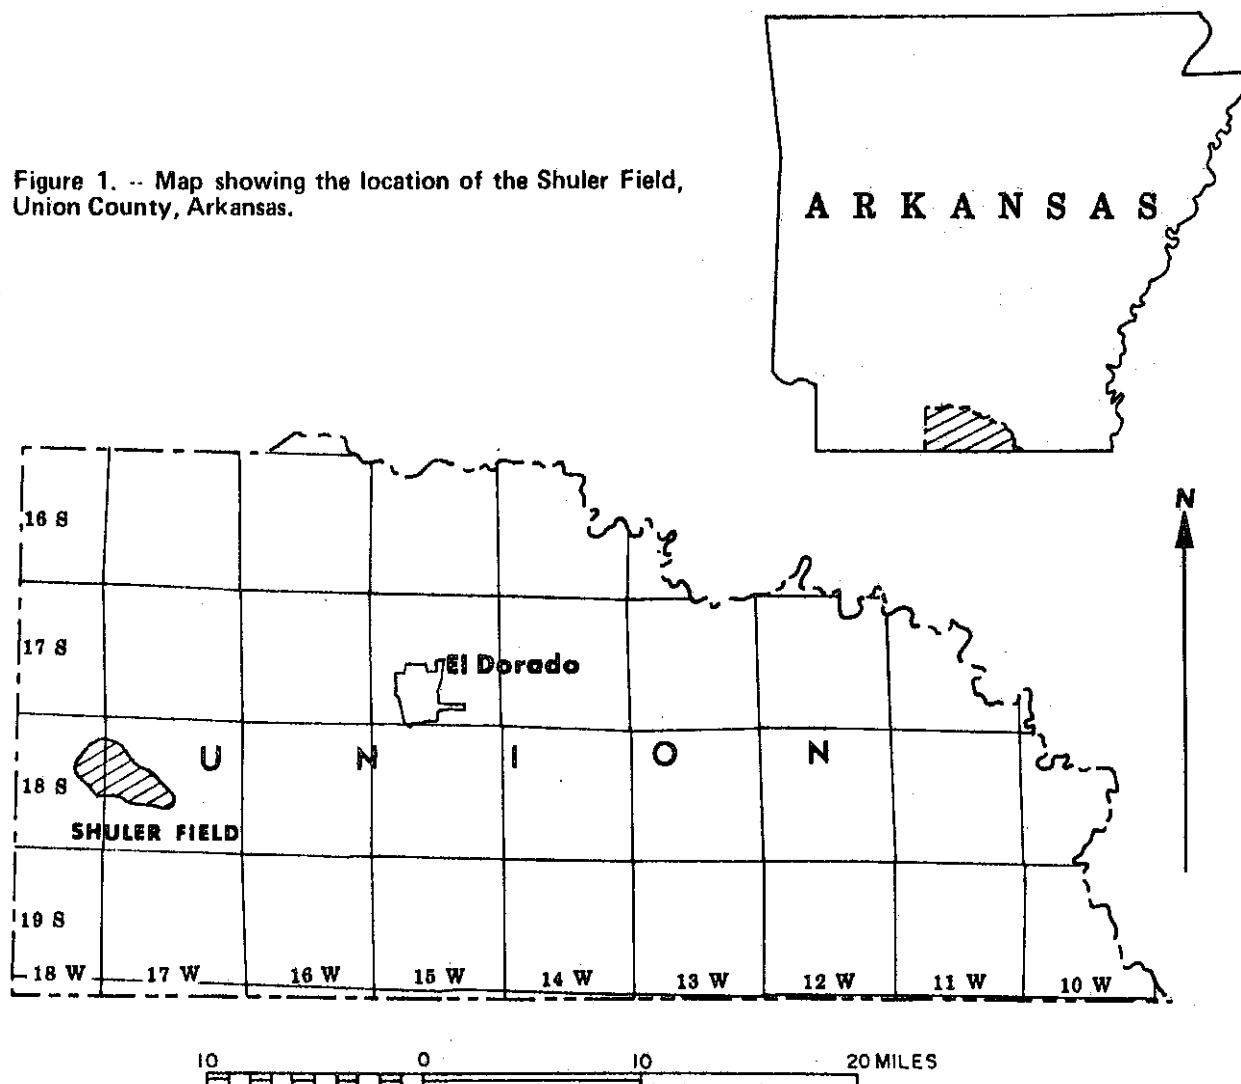 Figure 1. -- Map showing the location of the Shuler Field,
Union County, Arkansas.
ARKANSAS
N
16 S
17 S
El Dorado
UNION
18 S
SHULER FIELD
19 S
18 W 17 W 16 W 15 W 14 W 13 W 12 W 11 W 10 W
10 0 10 20 MILES